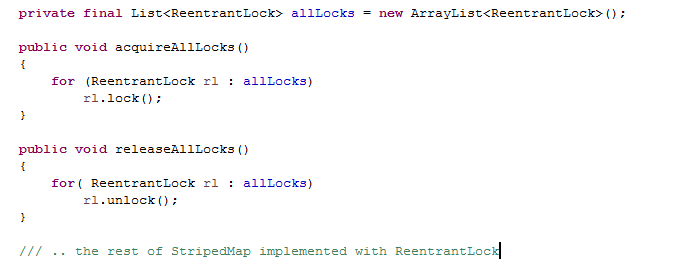 private final List<ReentrantLock> allLocks = new ArrayList<ReentrantLock>();
public void acquireAllLocks()
{
for (ReentrantLock rl : allLocks)
rl.lock();
}
public void releaseAllLocks()
{
for( ReentrantLock rl : allLocks)
rl.unlock();
}
/// .. the rest of StripedMap implemented with ReentrantLock